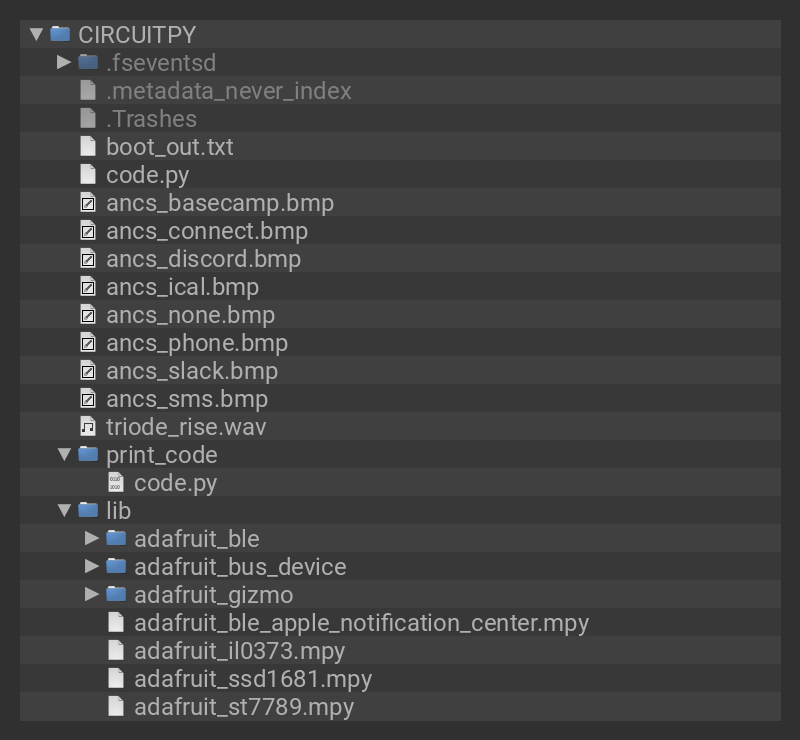 CIRCUITPY
.fseventsd
.metadata_never_index
.Trashes
boot_out.txt
code.py
ancs_basecamp.bmp
ancs_connect.bmp
ancs_discord.bmp
ancs_ical.bmp
ancs_none.bmp
ancs_phone.bmp
ancs_slack.bmp
ancs_sms.bmp
triode_rise.wav
print_code
code.py
lib
adafruit_ble
adafruit_bus_device
adafruit_gizmo
adafruit_ble_apple_notification_center.mpy
adafruit_il0373.mpy
adafruit_ssd1681.mpy
adafruit_st7789.mpy